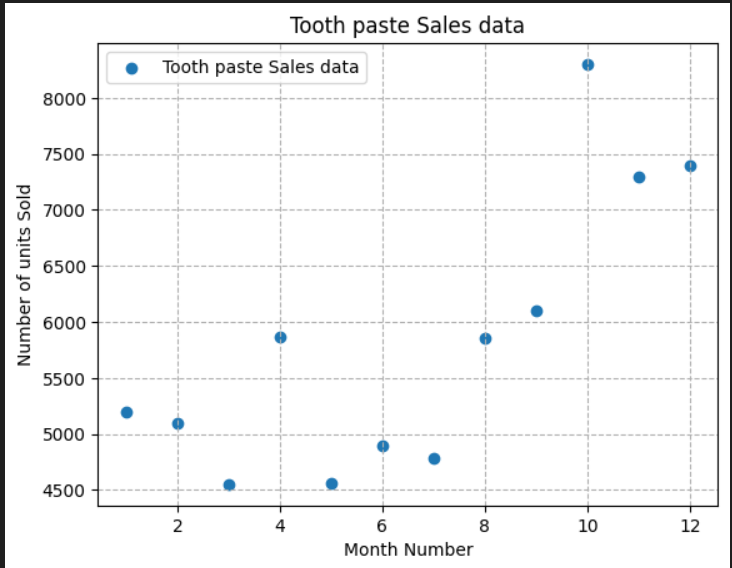 Tooth paste Sales data
Tooth paste Sales data
8000
7500
7000
6500
6000
5500
5000
4500
Number of units Sold
2 4 6 8 10 12
Month Number